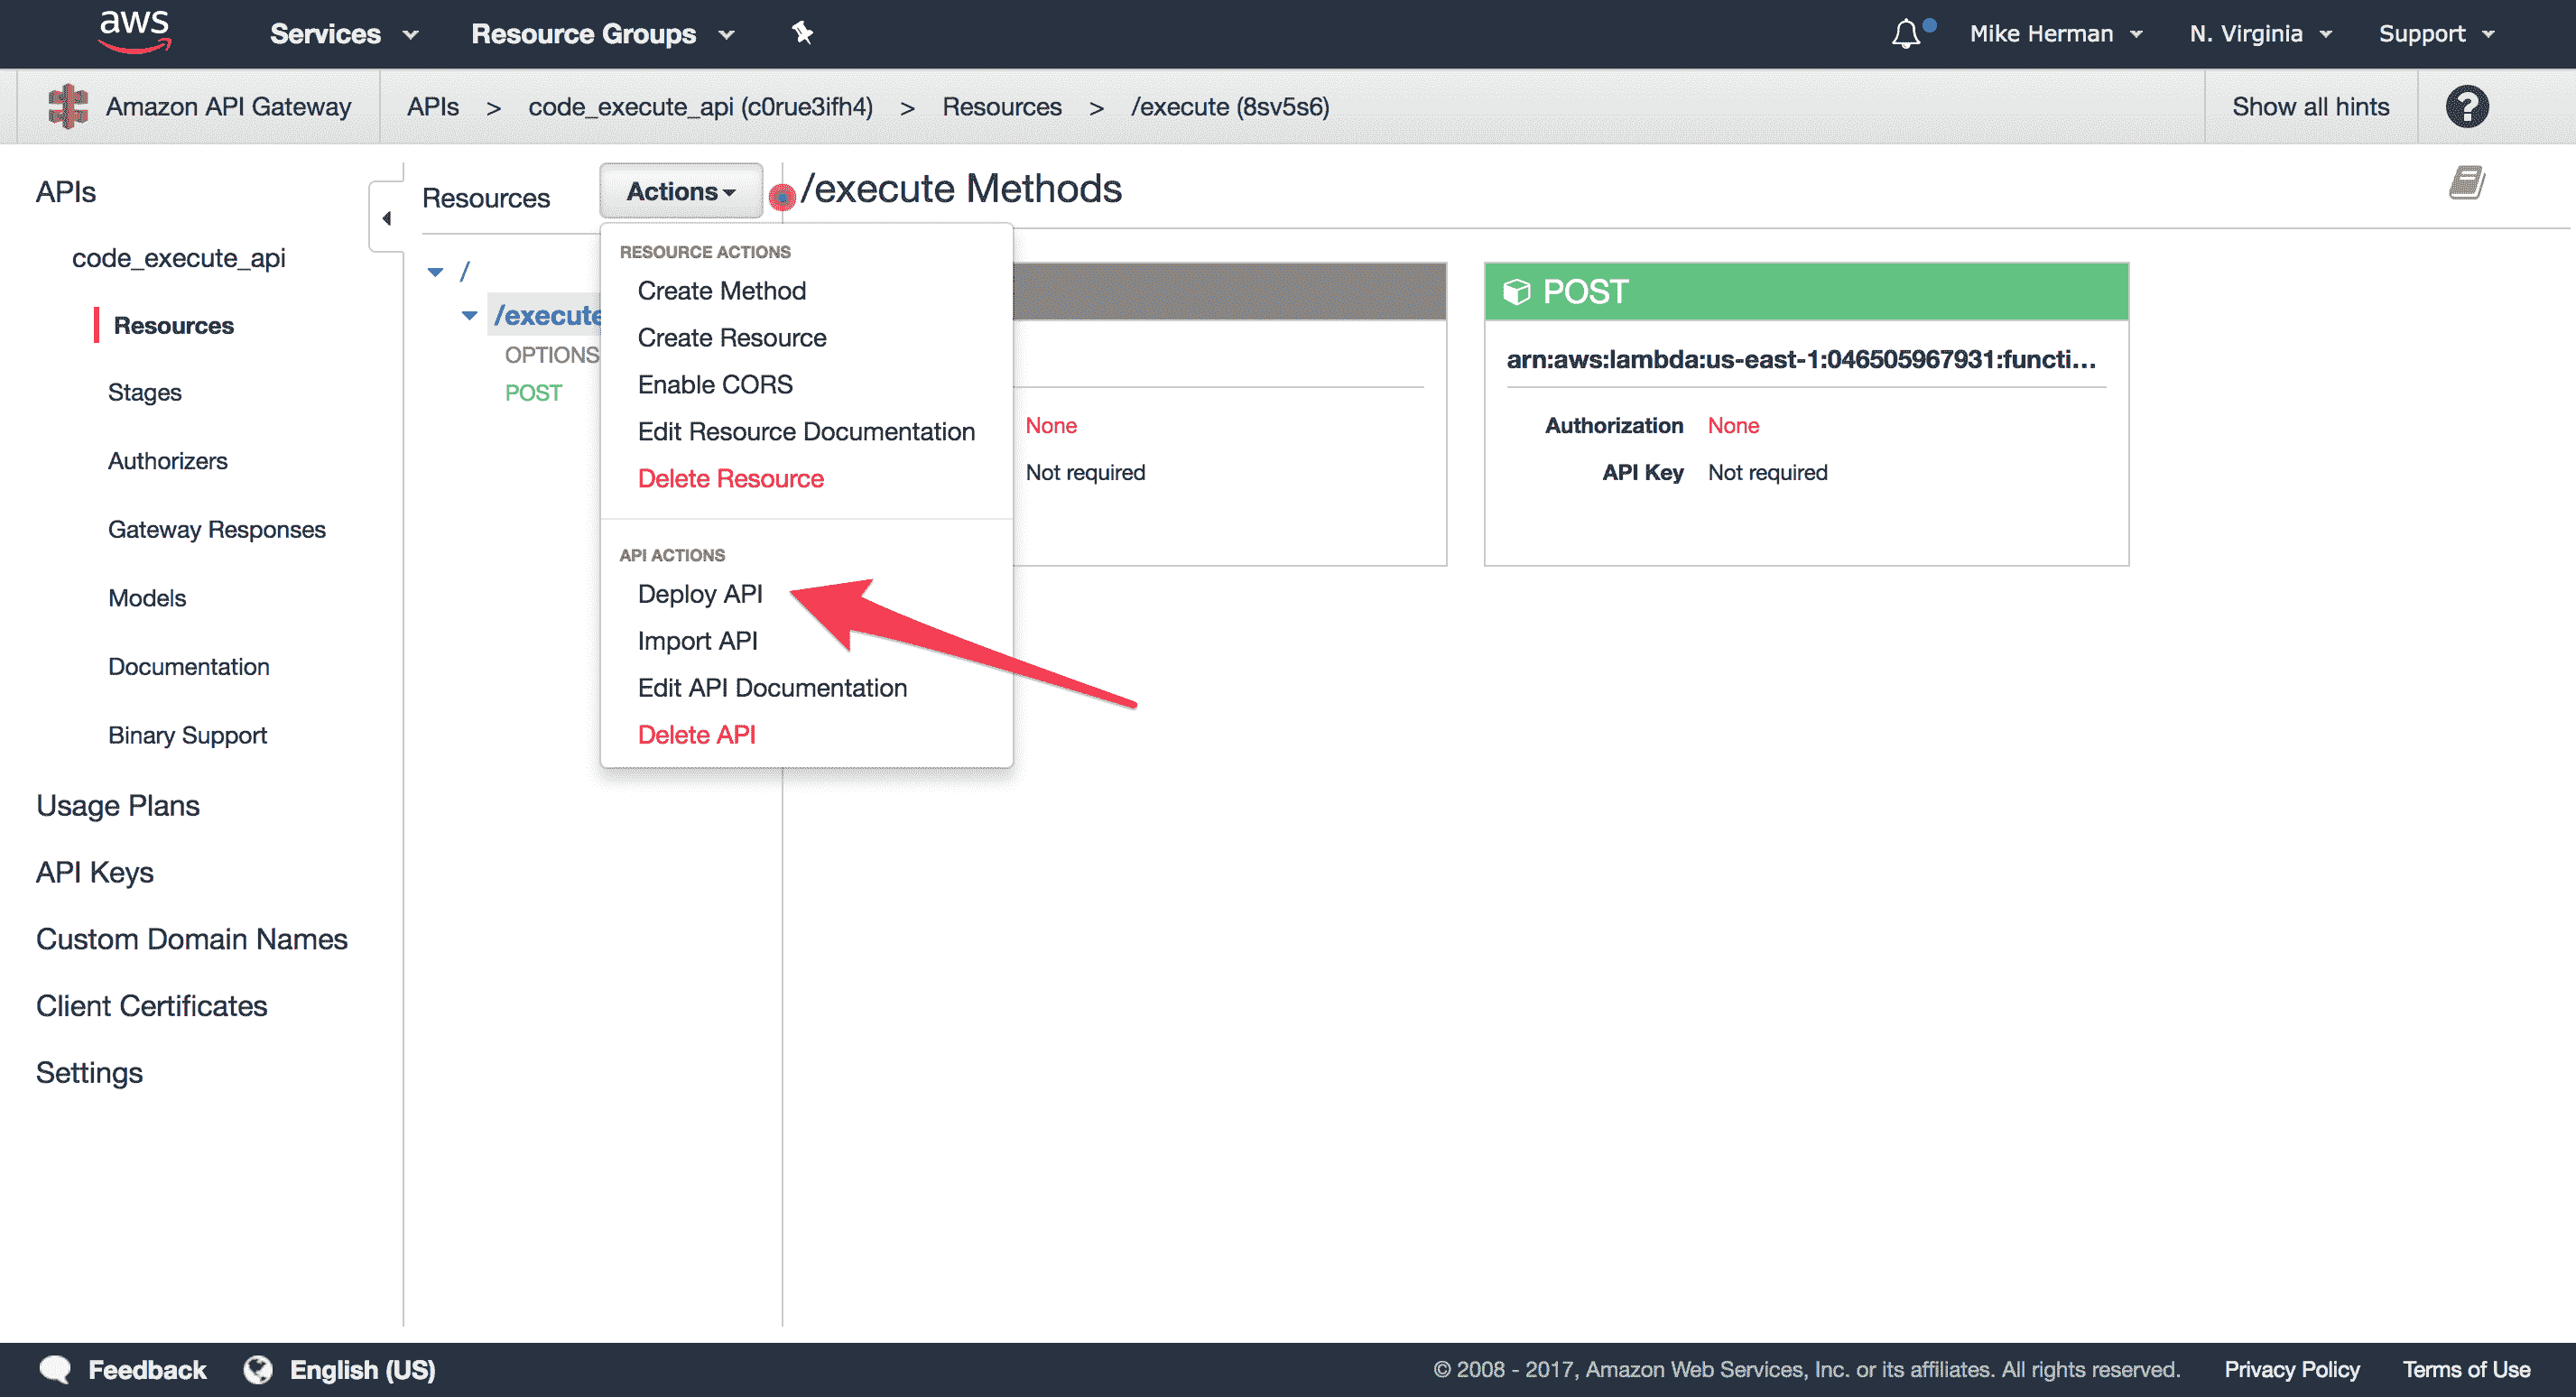 aws
Services
Resource Groups
Mike Herman
N. Virginia
Support
Amazon API Gateway
APIs > code_execute_api (c0rue3ifh4) > Resources > /execute (8sv5s6)
Show all hints
?
APIs
code_execute_api
Resources
Stages
Authorizers
Gateway Responses
Models
Documentation
Binary Support
Usage Plans
API Keys
Custom Domain Names
Client Certificates
Settings
Resources
Actions
/
/execute
OPTIONS
POST
RESOURCE ACTIONS
Create Method
Create Resource
Enable CORS
Edit Resource Documentation
Delete Resource
API ACTIONS
Deploy API
Import API
Edit API Documentation
Delete API
/execute Methods
None
Not required
POST
arn:aws:lambda:us-east-1:046505967931:functi...
Authorization None
API Key Not required
Feedback
English (US)
© 2008 - 2017, Amazon Web Services, Inc. or its affiliates. All rights reserved.
Privacy Policy
Terms of Use